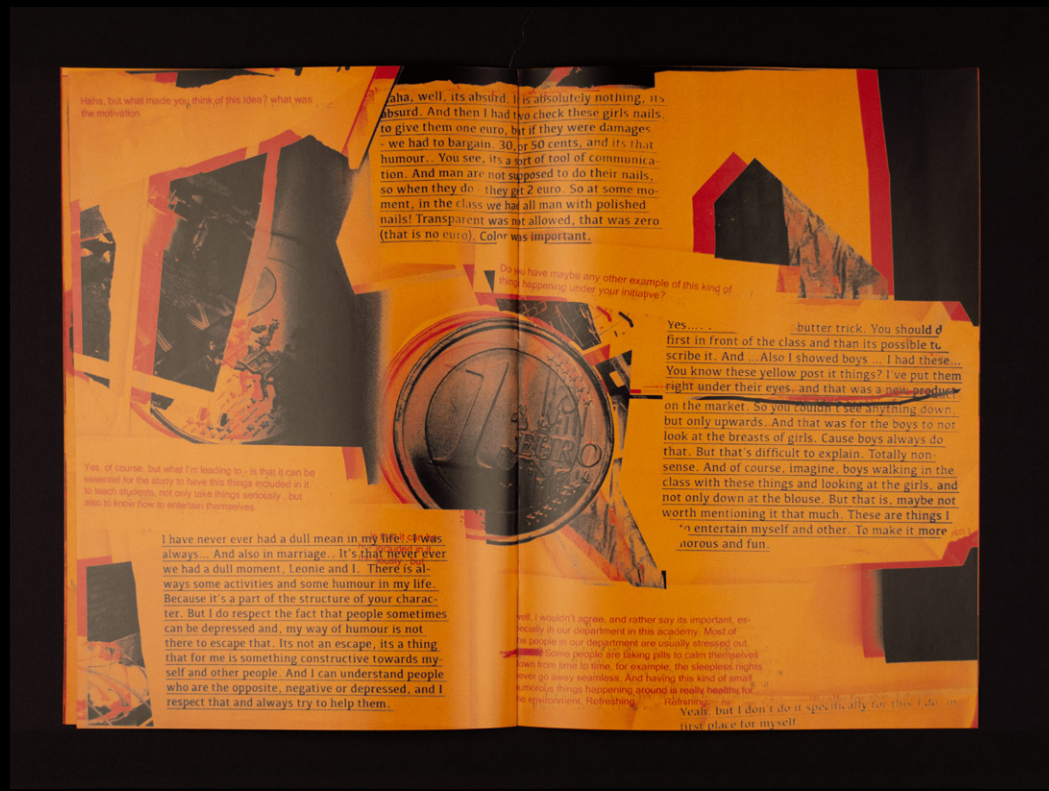 Haha, but what made you think of this idea? what was
the motivation.
aha, well, its absurd, It is absolutely nothing, its
absurd. And then I had two check these girls nails,
to give them one euro, but if they were damages
- we had to bargain. 30, or 50 cents, and its that
humour.. You see, its a sort of tool of communica-
tion. And man are not supposed to do their nails,
so when they do - they get 2 euro. So at some mo-
ment, in the class we had all man with polished
nails! Transparent was not allowed, that was zero
(that is no euro). Color was important.
Do you have maybe any other example of this kind of
thing happening under your initiative?
Yes... butter trick. You should d
first in front of the class and than its possible to
scribe it. And ...Also I showed boys ... I had these...
You know these yellow post it things? I've put them
right under their eyes, and that was a new product
on the market. So you couldn't see anything down,
but only upwards. And that was for the boys to not
look at the breasts of girls. Cause boys always do
that. But that's difficult to explain. Totally non-
sense. And of course, imagine, boys walking in the
class with these things and looking at the girls, and
not only down at the blouse. But that is, maybe not
worth mentioning it that much. These are things I
to entertain myself and other. To make it more
norous and fun.
1 EURO
Yes, of course, but what I'm leading to - is that it can be
essential for the study to have this things included in it,
to teach students, not only take things seriously , but
also to know how to entertain themselves.
I have never ever had a dull mean in my life! I was
always... And also in marriage.. It's that never ever
we had a dull moment, Leonie and I. There is al-
ways some activities and some humour in my life.
Because it's a part of the structure of your charac-
ter. But I do respect the fact that people sometimes
can be depressed and, my way of humour is not
there to escape that. Its not an escape, its a thing
that for me is something constructive towards my-
self and other people. And I can understand people
who are the opposite, negative or depressed, and I
respect that and always try to help them.
well, I wouldn't agree, and rather say its important, es-
pecially in our department in this academy. Most of
he people in our department are usually stressed out.
Some people are taking pills to calm themselves
own from time to time, for example, the sleepless nights
ever go away seamless. And having this kind of small
umorous things happening around is really healthy for
he environment. Refreshing.
Yeah, but I don't do it specifically for this I do in
first place for myself.